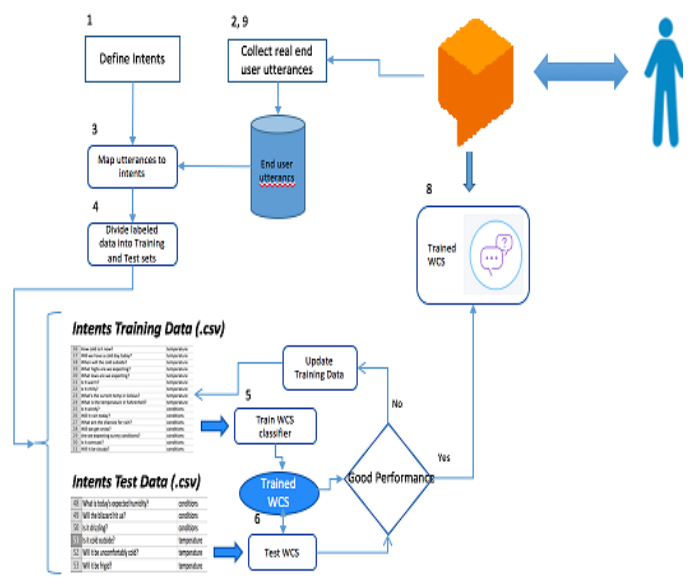 1
Define Intents
2, 9
Collect real end
user utterances
3
Map utterances to
intents
End user
utterancs
4
Divide labeled
data into Training
and Test sets
8
Trained
WCS
Intents Training Data (.csv)
How cold is it now? temperature
Will we have a cold day today? temperature
What highs are we expecting? temperature
What lows are we expecting? temperature
Is it warm? temperature
Is it chilly? temperature
What is the temperature in fahrenheit? temperature
Is it windy? conditions
Will it rain today? conditions
What are the chances for rain? conditions
Will we get snow? conditions
Are we expecting sunny conditions? conditions
Is it overcast? conditions
Will it be cloudy? conditions
Update
Training Data
5
Train WCS
classifier
No
Yes
Good Performance
Trained
WCS
6
Test WCS
Intents Test Data (.csv)
48 What is today's expected humidity? conditions
49 Will the blizzard hit us? conditions
50 Is it drizzling? conditions
51 Is it cold outside? temperature
52 Will it be uncomfortably cold? temperature
53 Will it be frigid? temperature